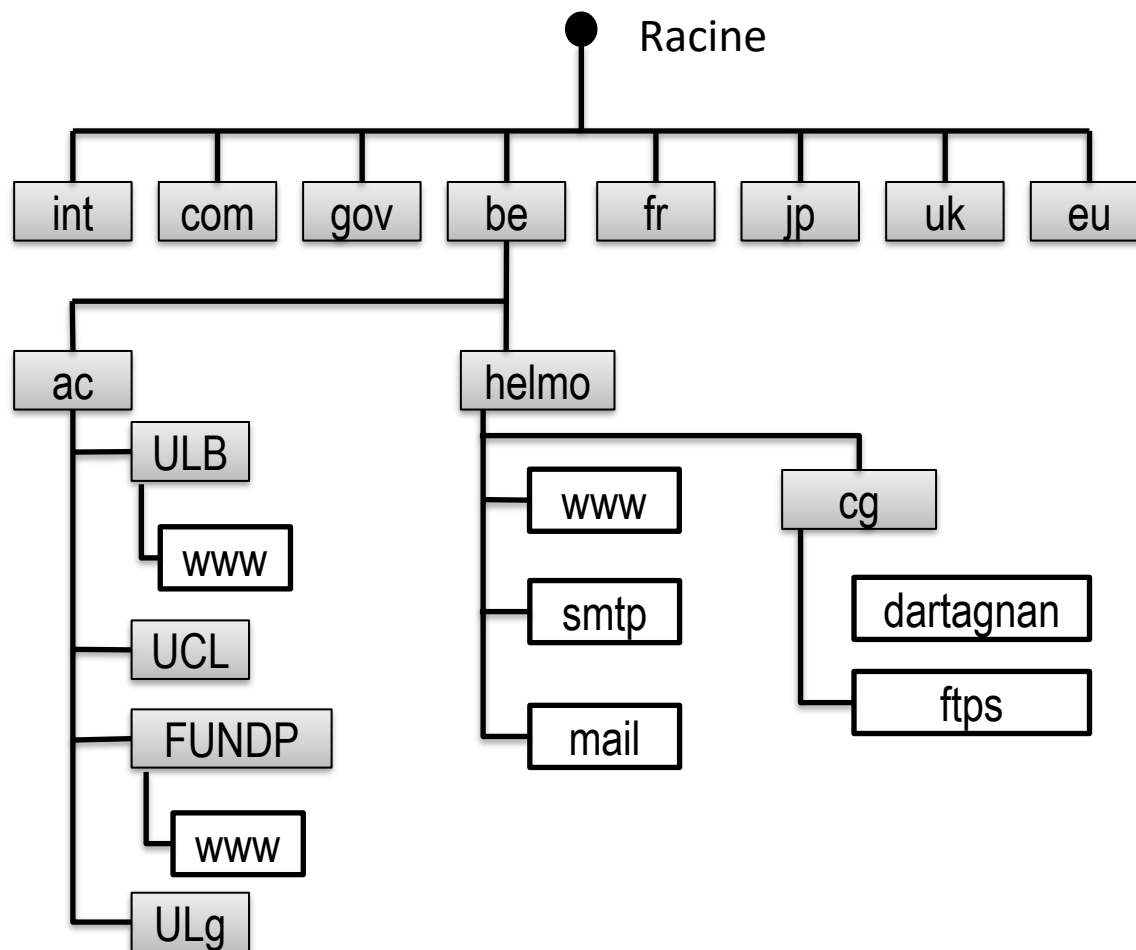 Racine
int com gov be fr jp uk eu
ac helmo
ULB
www cg
www
smtp dartagnan
UCL
ftps
FUNDP mail
www
ULg